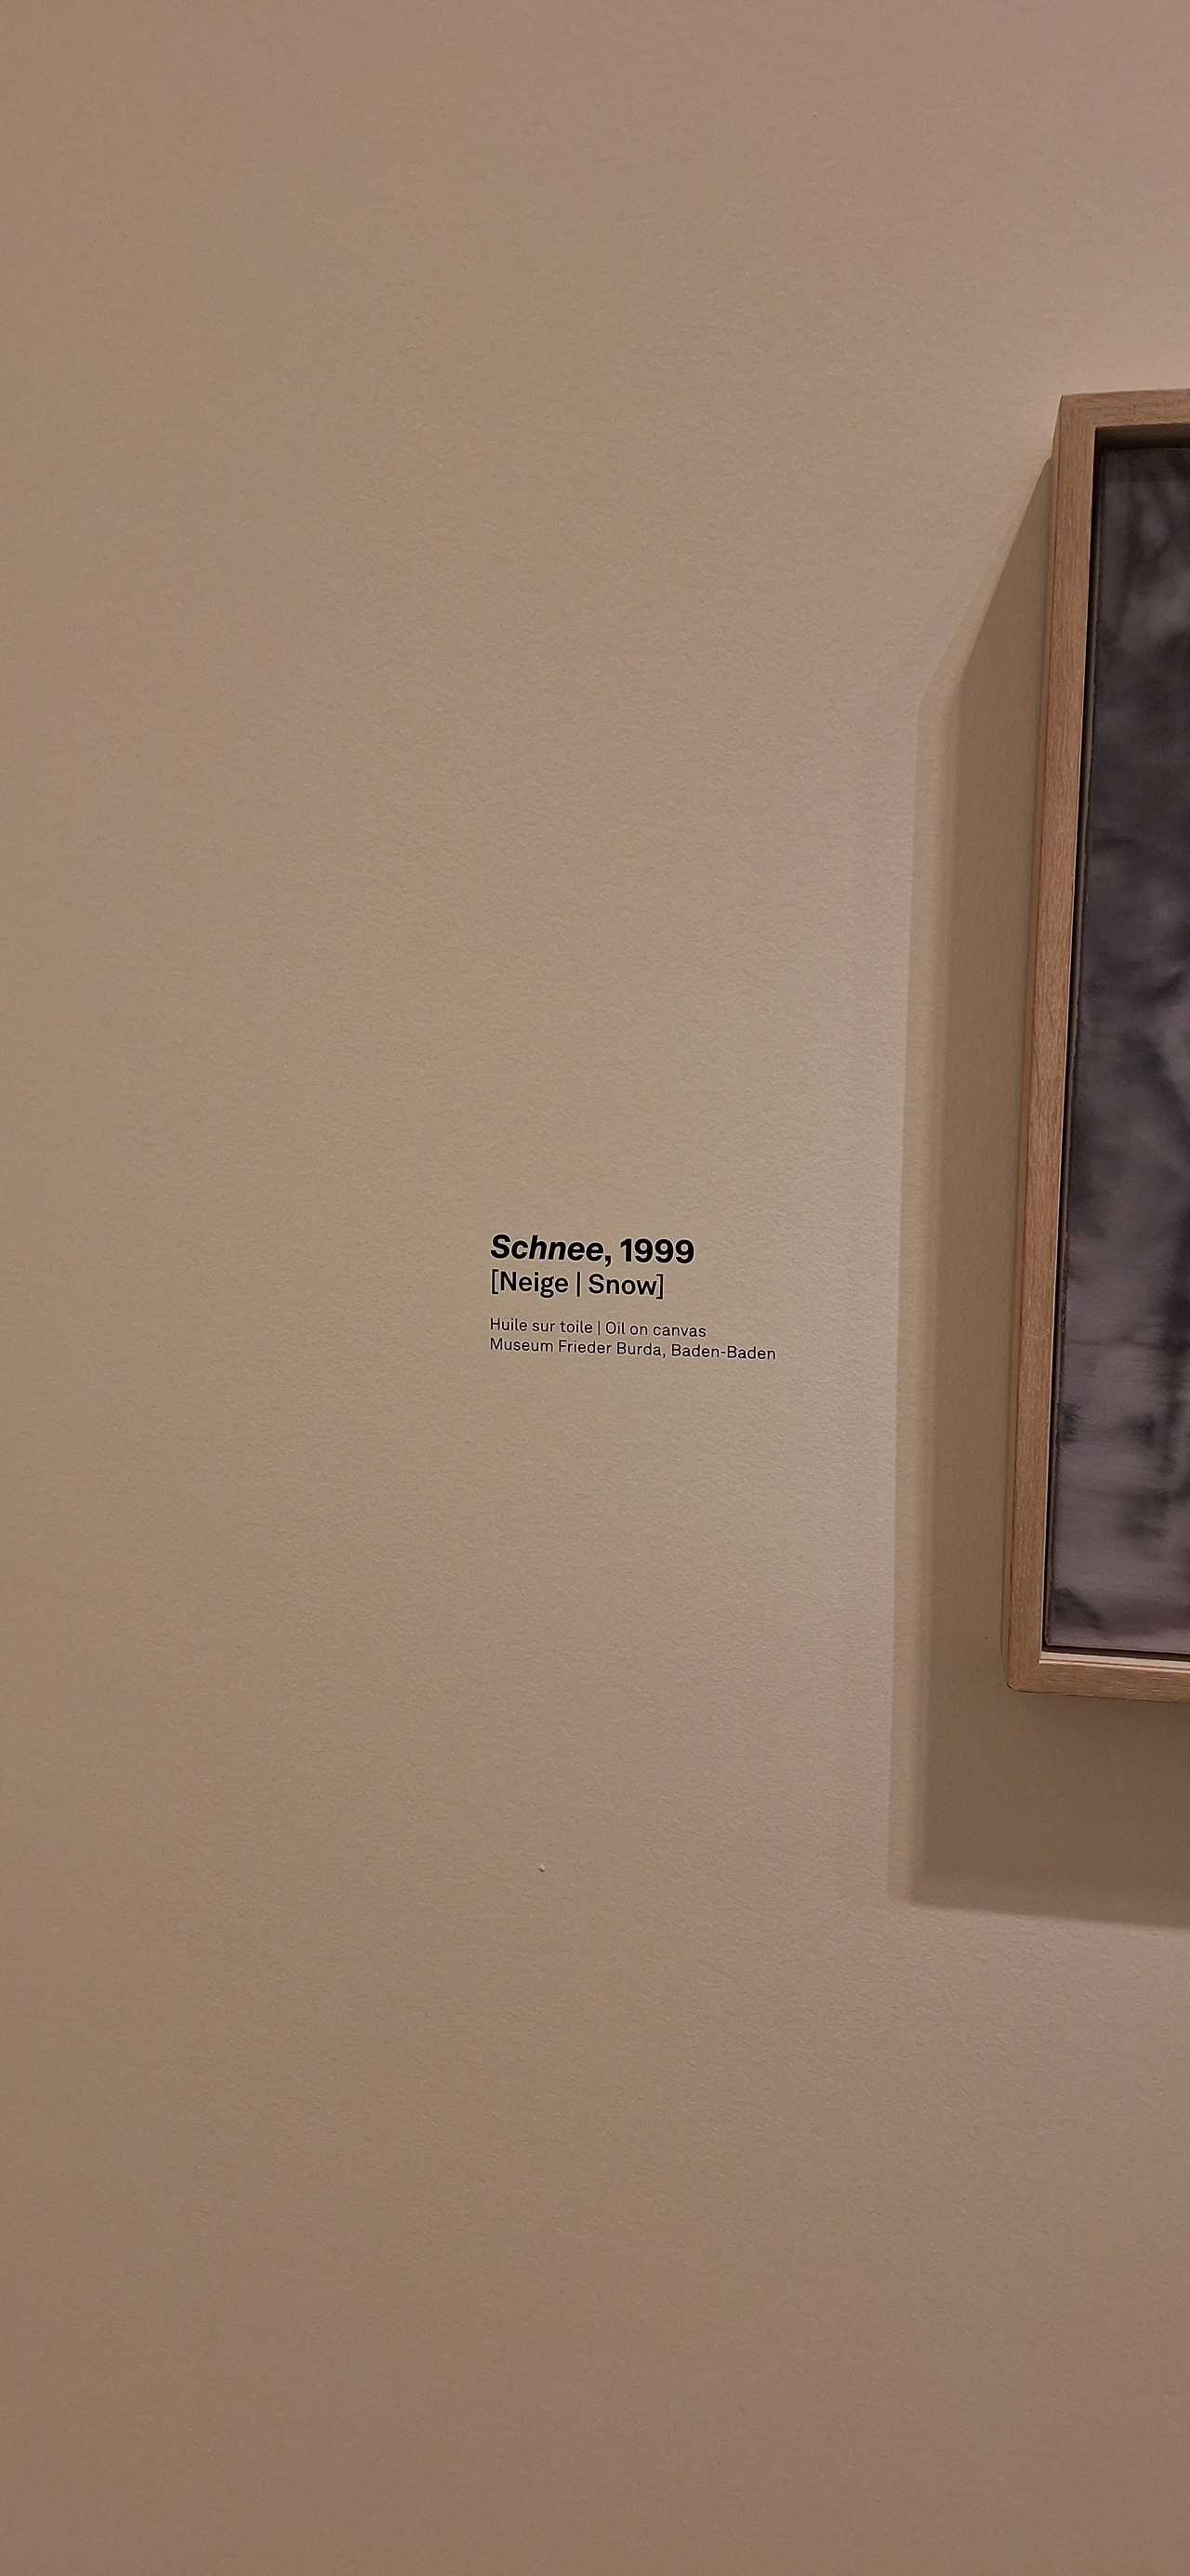 Schnee, 1999
[Neige | Snow]
Huile sur toile | Oil on canvas
Museum Frieder Burda, Baden-Baden